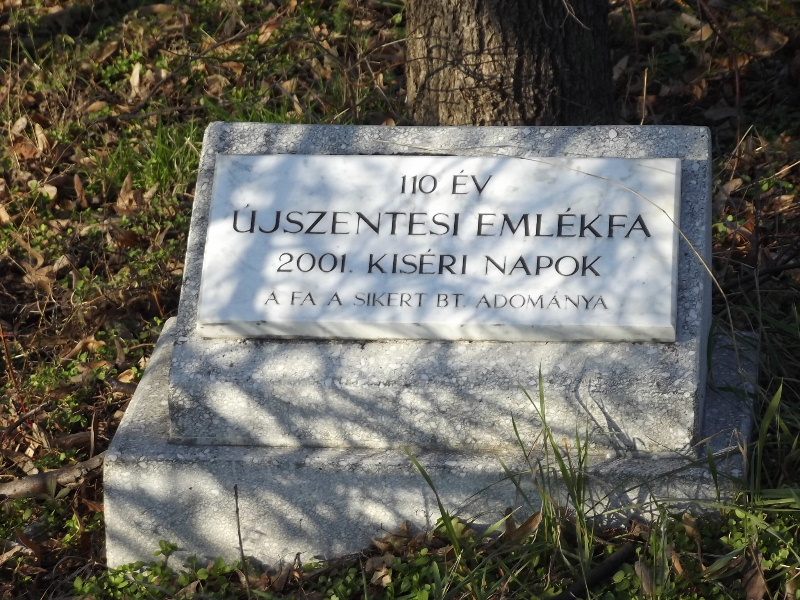 110 ÉV
ÚJSZENTESI EMLÉKFA
2001. KISÉRI NAPOK
A FA A SIKERT BT. ADOMÁNYA